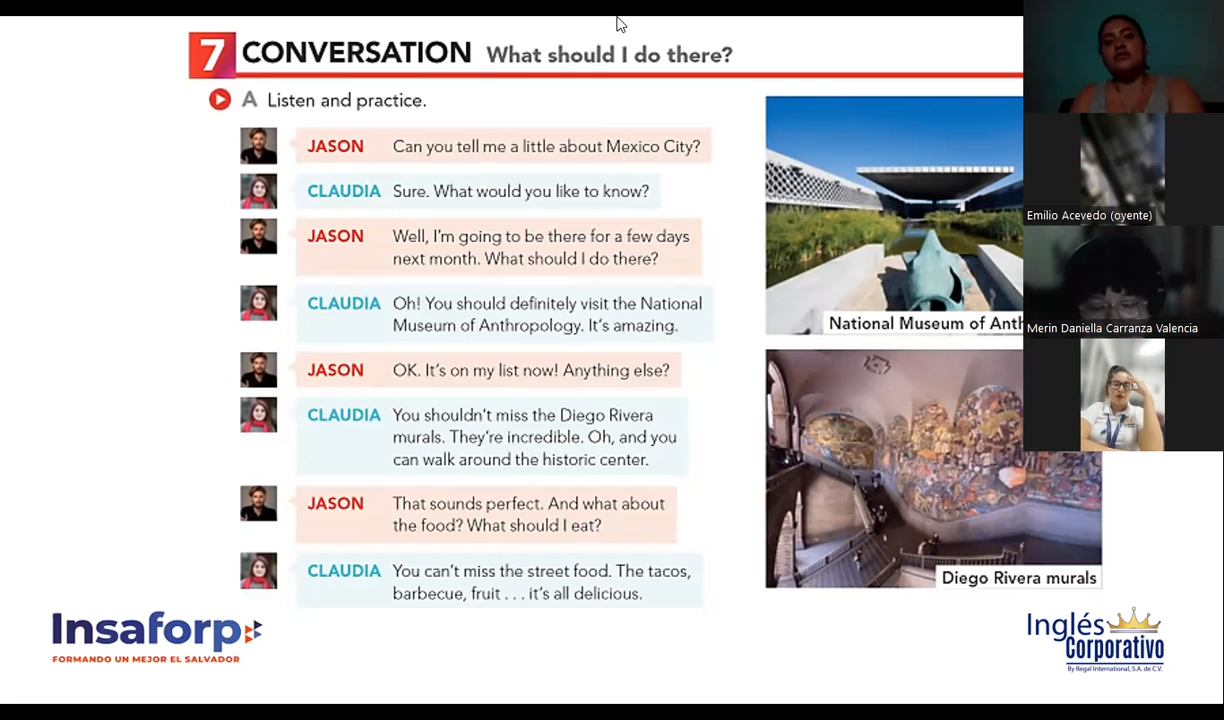 7 CONVERSATION What should I do there?
A Listen and practice.
JASON Can you tell me a little about Mexico City?
CLAUDIA Sure. What would you like to know?
JASON Well, I'm going to be there for a few days
next month. What should I do there?
CLAUDIA Oh! You should definitely visit the National
Museum of Anthropology. It's amazing.
JASON OK. It's on my list now! Anything else?
CLAUDIA You shouldn't miss the Diego Rivera
murals. They're incredible. Oh, and you
can walk around the historic center.
JASON That sounds perfect. And what about
the food? What should I eat?
CLAUDIA You can't miss the street food. The tacos,
barbecue, fruit . . . it's all delicious.
National Museum of Anth
Diego Rivera murals
Emilio Acevedo (oyente)
Merin Daniella Carranza Valencia
Insaforp
FORMANDO UN MEJOR EL SALVADOR
Inglés
Corporativo
By Regal International, S.A. de C.V.